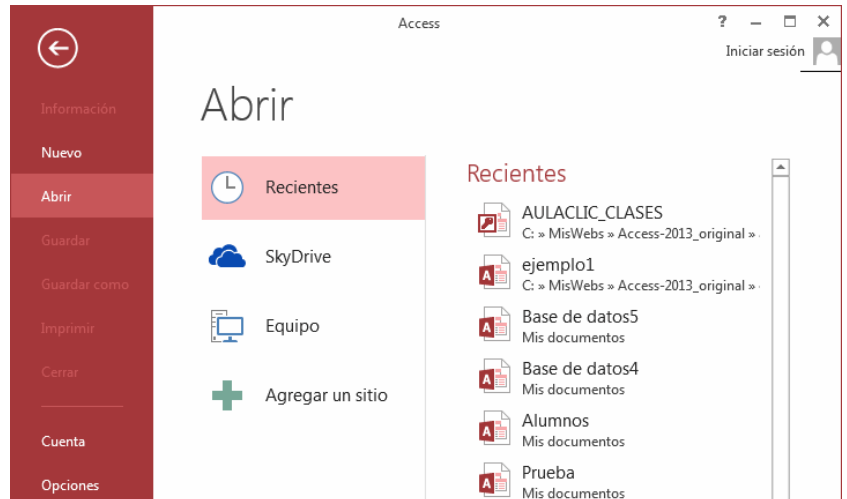 Access
?
Iniciar sesión
Información
Nuevo
Abrir
Guardar
Guardar como
Imprimir
Cerrar
Cuenta
Opciones
Abrir
Recientes
SkyDrive
Equipo
Agregar un sitio
Recientes
AULACLIC_CLASES
C: » MisWebs » Access-2013_original »
ejemplo1
C: » MisWebs » Access-2013_original »
Base de datos5
Mis documentos
Base de datos4
Mis documentos
Alumnos
Mis documentos
Prueba
Mis documentos